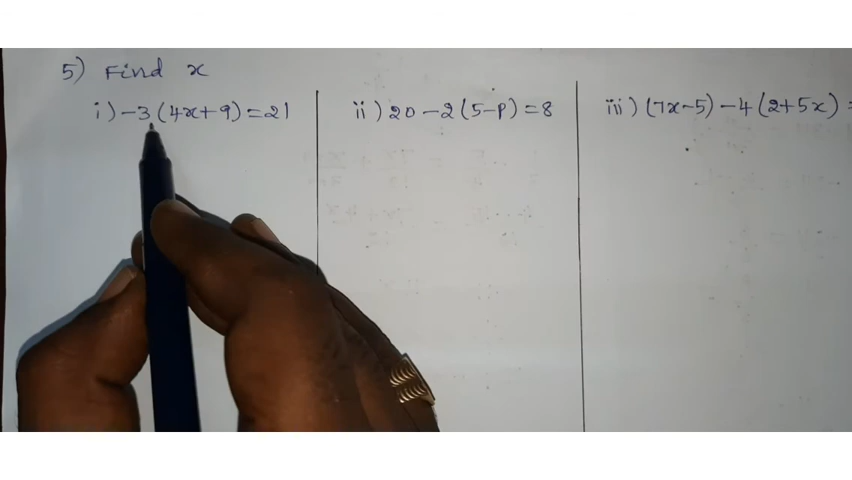 5) Find x
i) -3(4x+9)=21
ii) 20-2(5-P)=8
iii) (7x-5)-4(2+5x)=